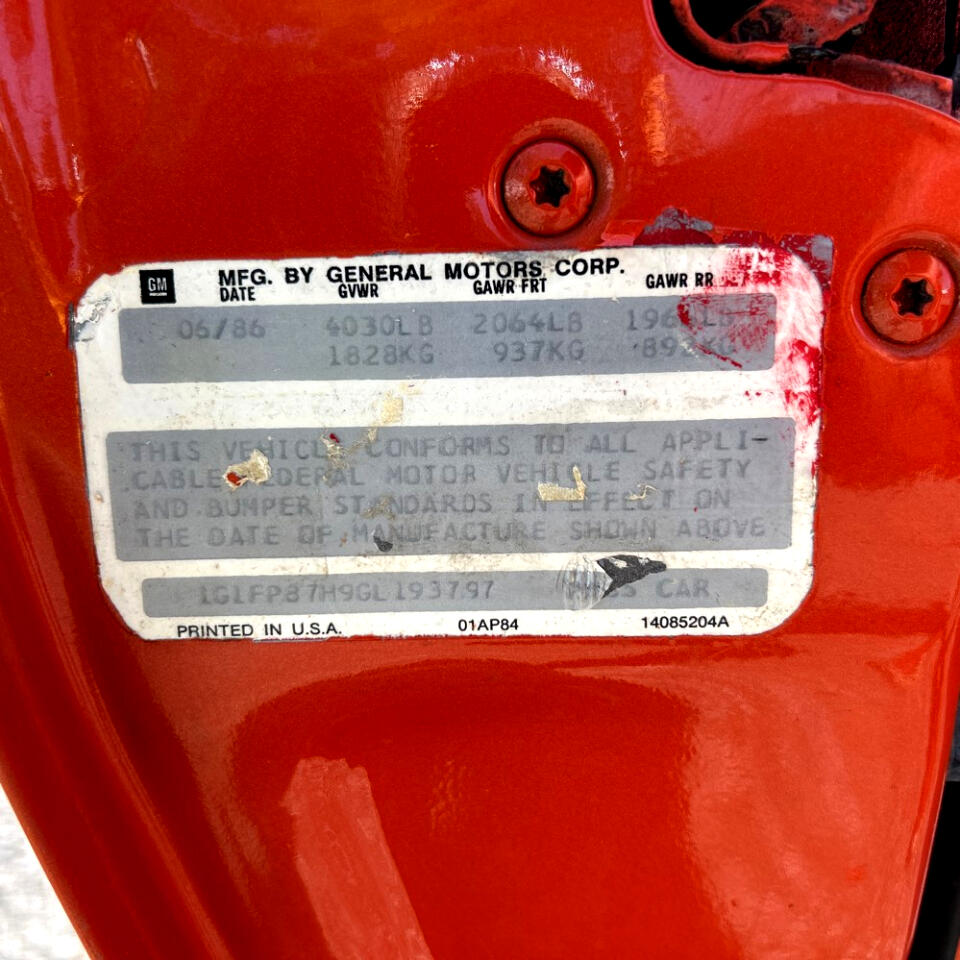 GM
MFG. BY GENERAL MOTORS CORP.
DATE GVWR GAWR FRT GAWR RR
06/86 4030LB 2064LB
1828KG 937KG
THIS VEHICLE CONFORMS TO ALL APPLI-
CABLE FEDERAL MOTOR VEHICLE SAFETY
AND BUMPER STANDARDS IN EFFECT ON
THE DATE OF MANUFACTURE SHOWN ABOVE
1G1FP87H9GL193797 PASS CAR
PRINTED IN U.S.A. 01AP84 14085204A